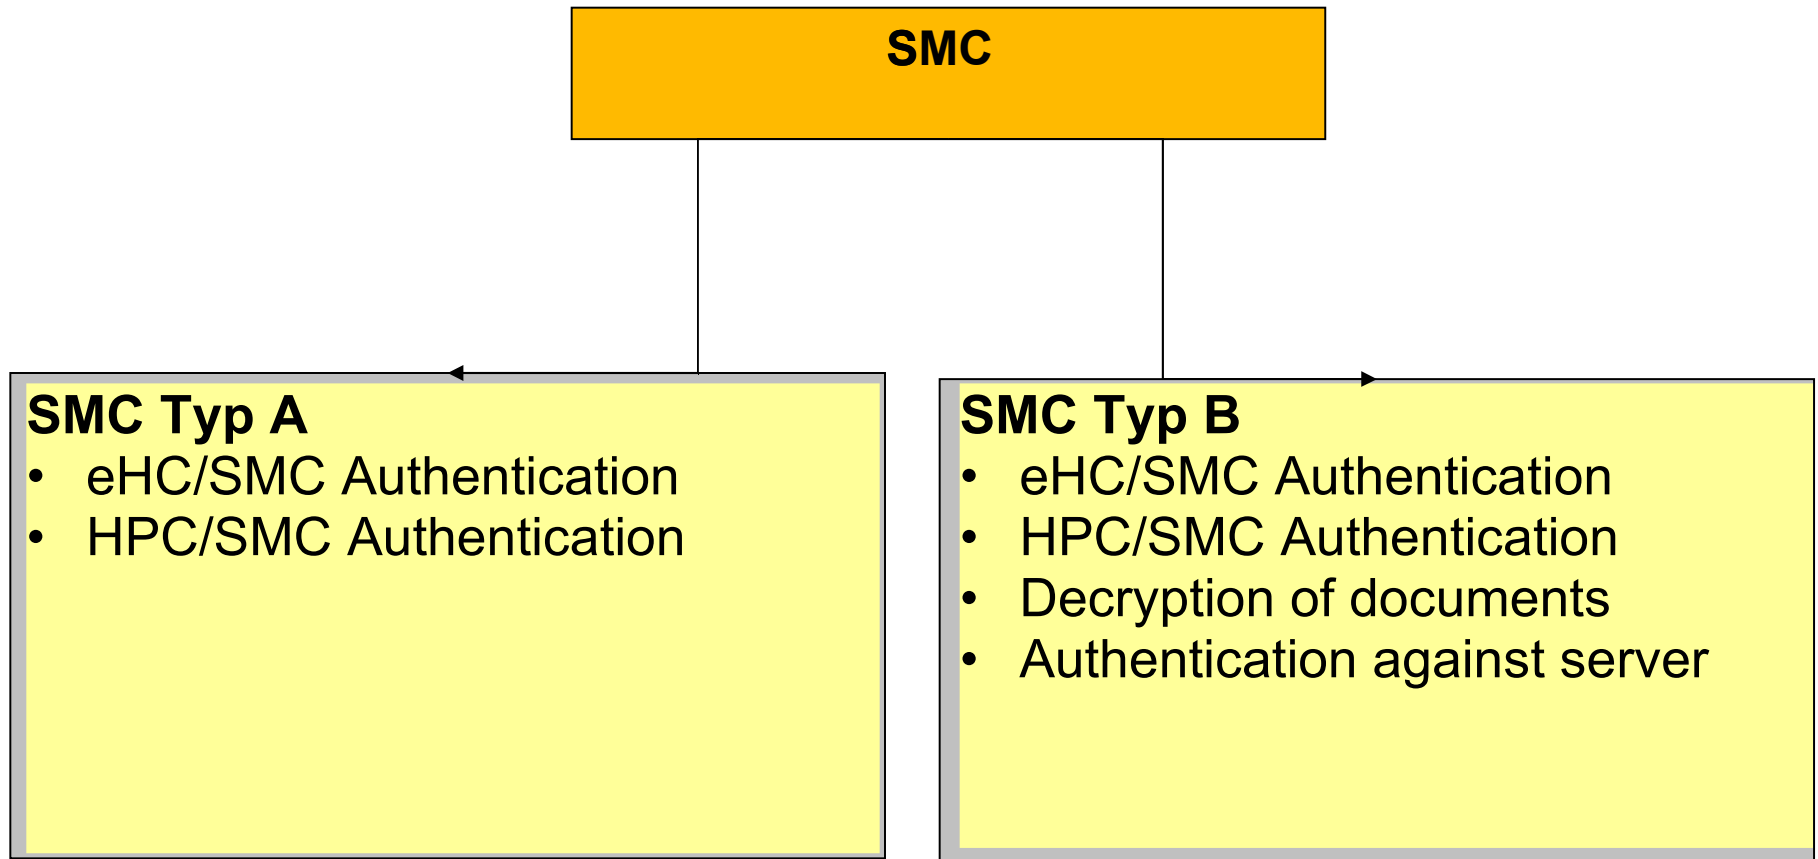 SMC
SMC Typ A
• eHC/SMC Authentication
• HPC/SMC Authentication
SMC Typ B
• eHC/SMC Authentication
• HPC/SMC Authentication
• Decryption of documents
• Authentication against server